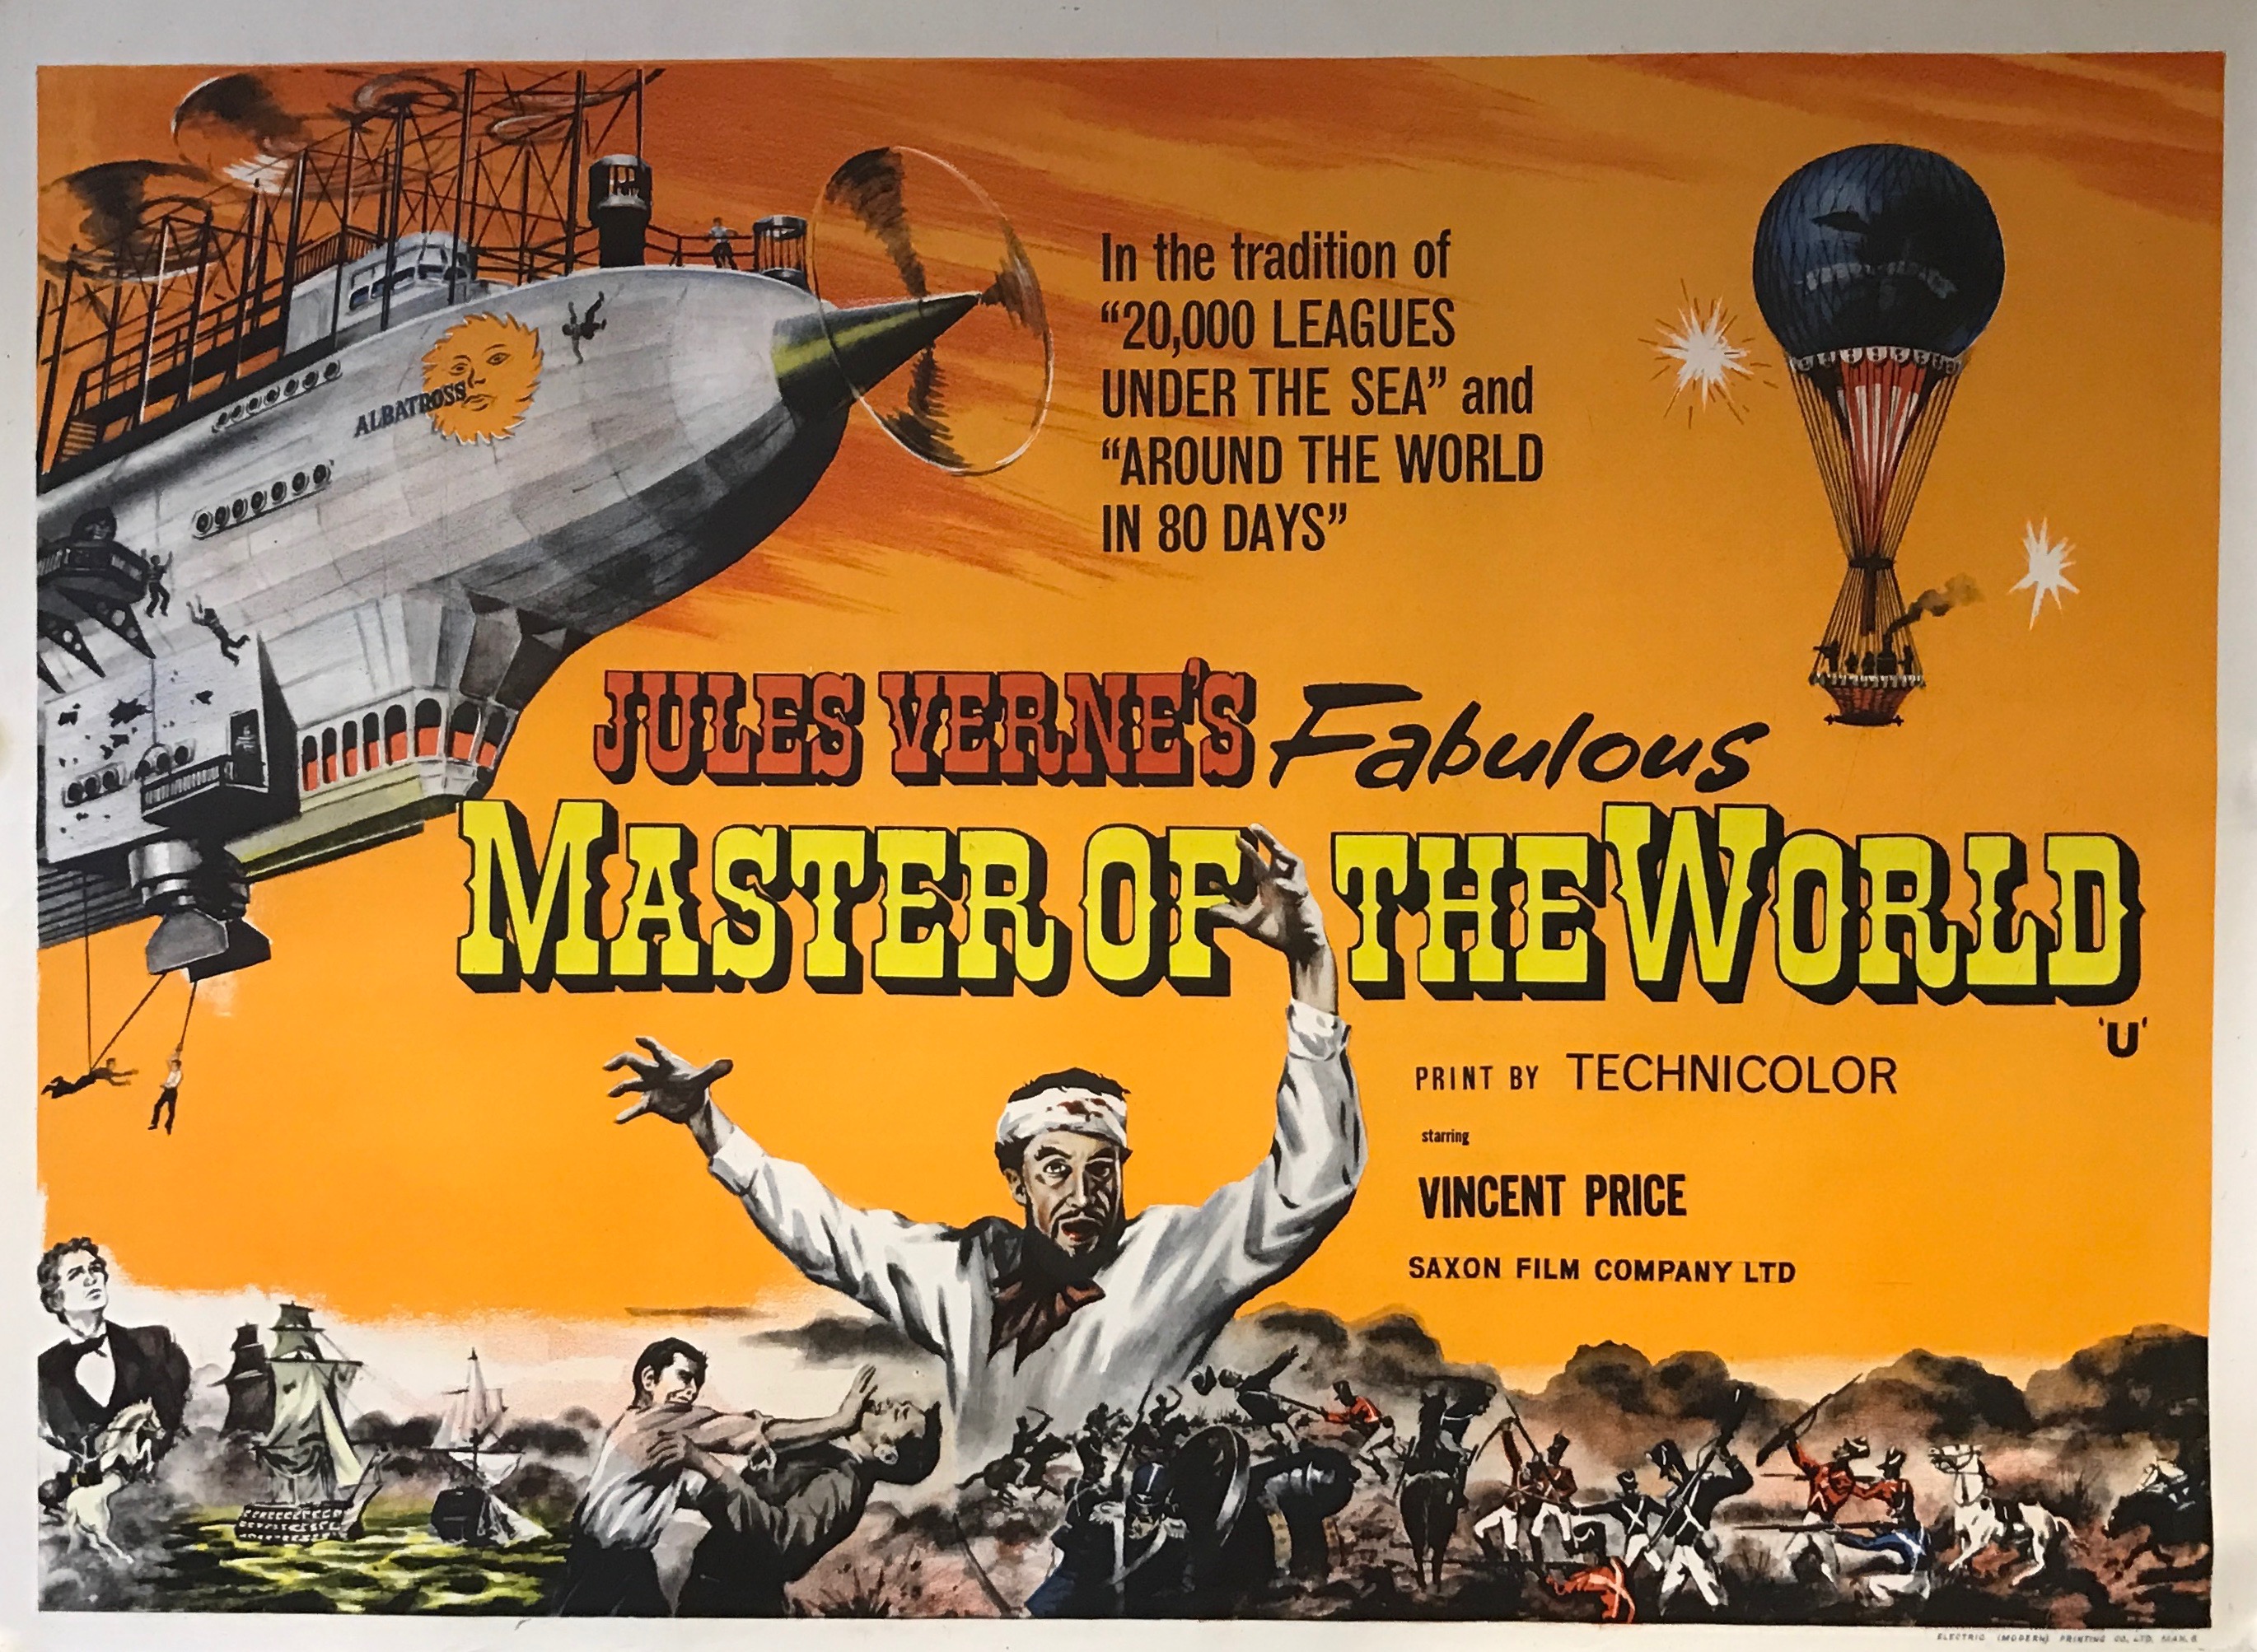 ALBATROSS
In the tradition of
“20,000 LEAGUES
UNDER THE SEA” and
“AROUND THE WORLD
IN 80 DAYS”
JULES VERNE'S Fabulous
MASTER OF THE WORLD
'U'
PRINT BY TECHNICOLOR
starring
VINCENT PRICE
SAXON FILM COMPANY LTD
ELECTRIC (MODERN) PRINTING CO, LTD.